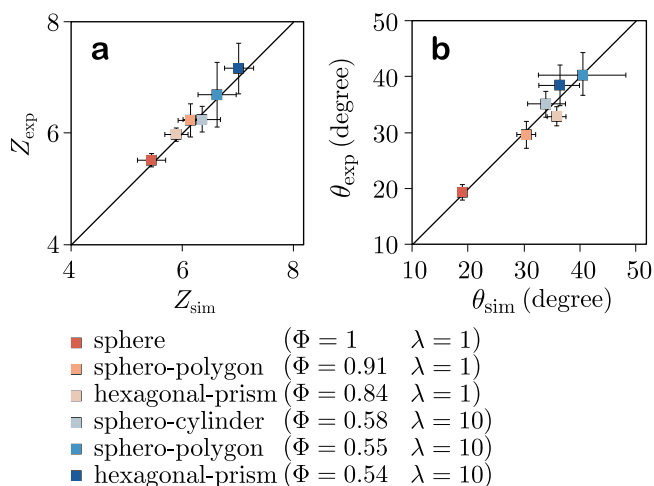 a
b
8
6
4
Z_exp
4 6 8
Z_sim
50
40
30
20
10
θ_exp (degree)
10 20 30 40 50
θ_sim (degree)
sphere (Φ = 1 λ = 1)
sphero-polygon (Φ = 0.91 λ = 1)
hexagonal-prism (Φ = 0.84 λ = 1)
sphero-cylinder (Φ = 0.58 λ = 10)
sphero-polygon (Φ = 0.55 λ = 10)
hexagonal-prism (Φ = 0.54 λ = 10)